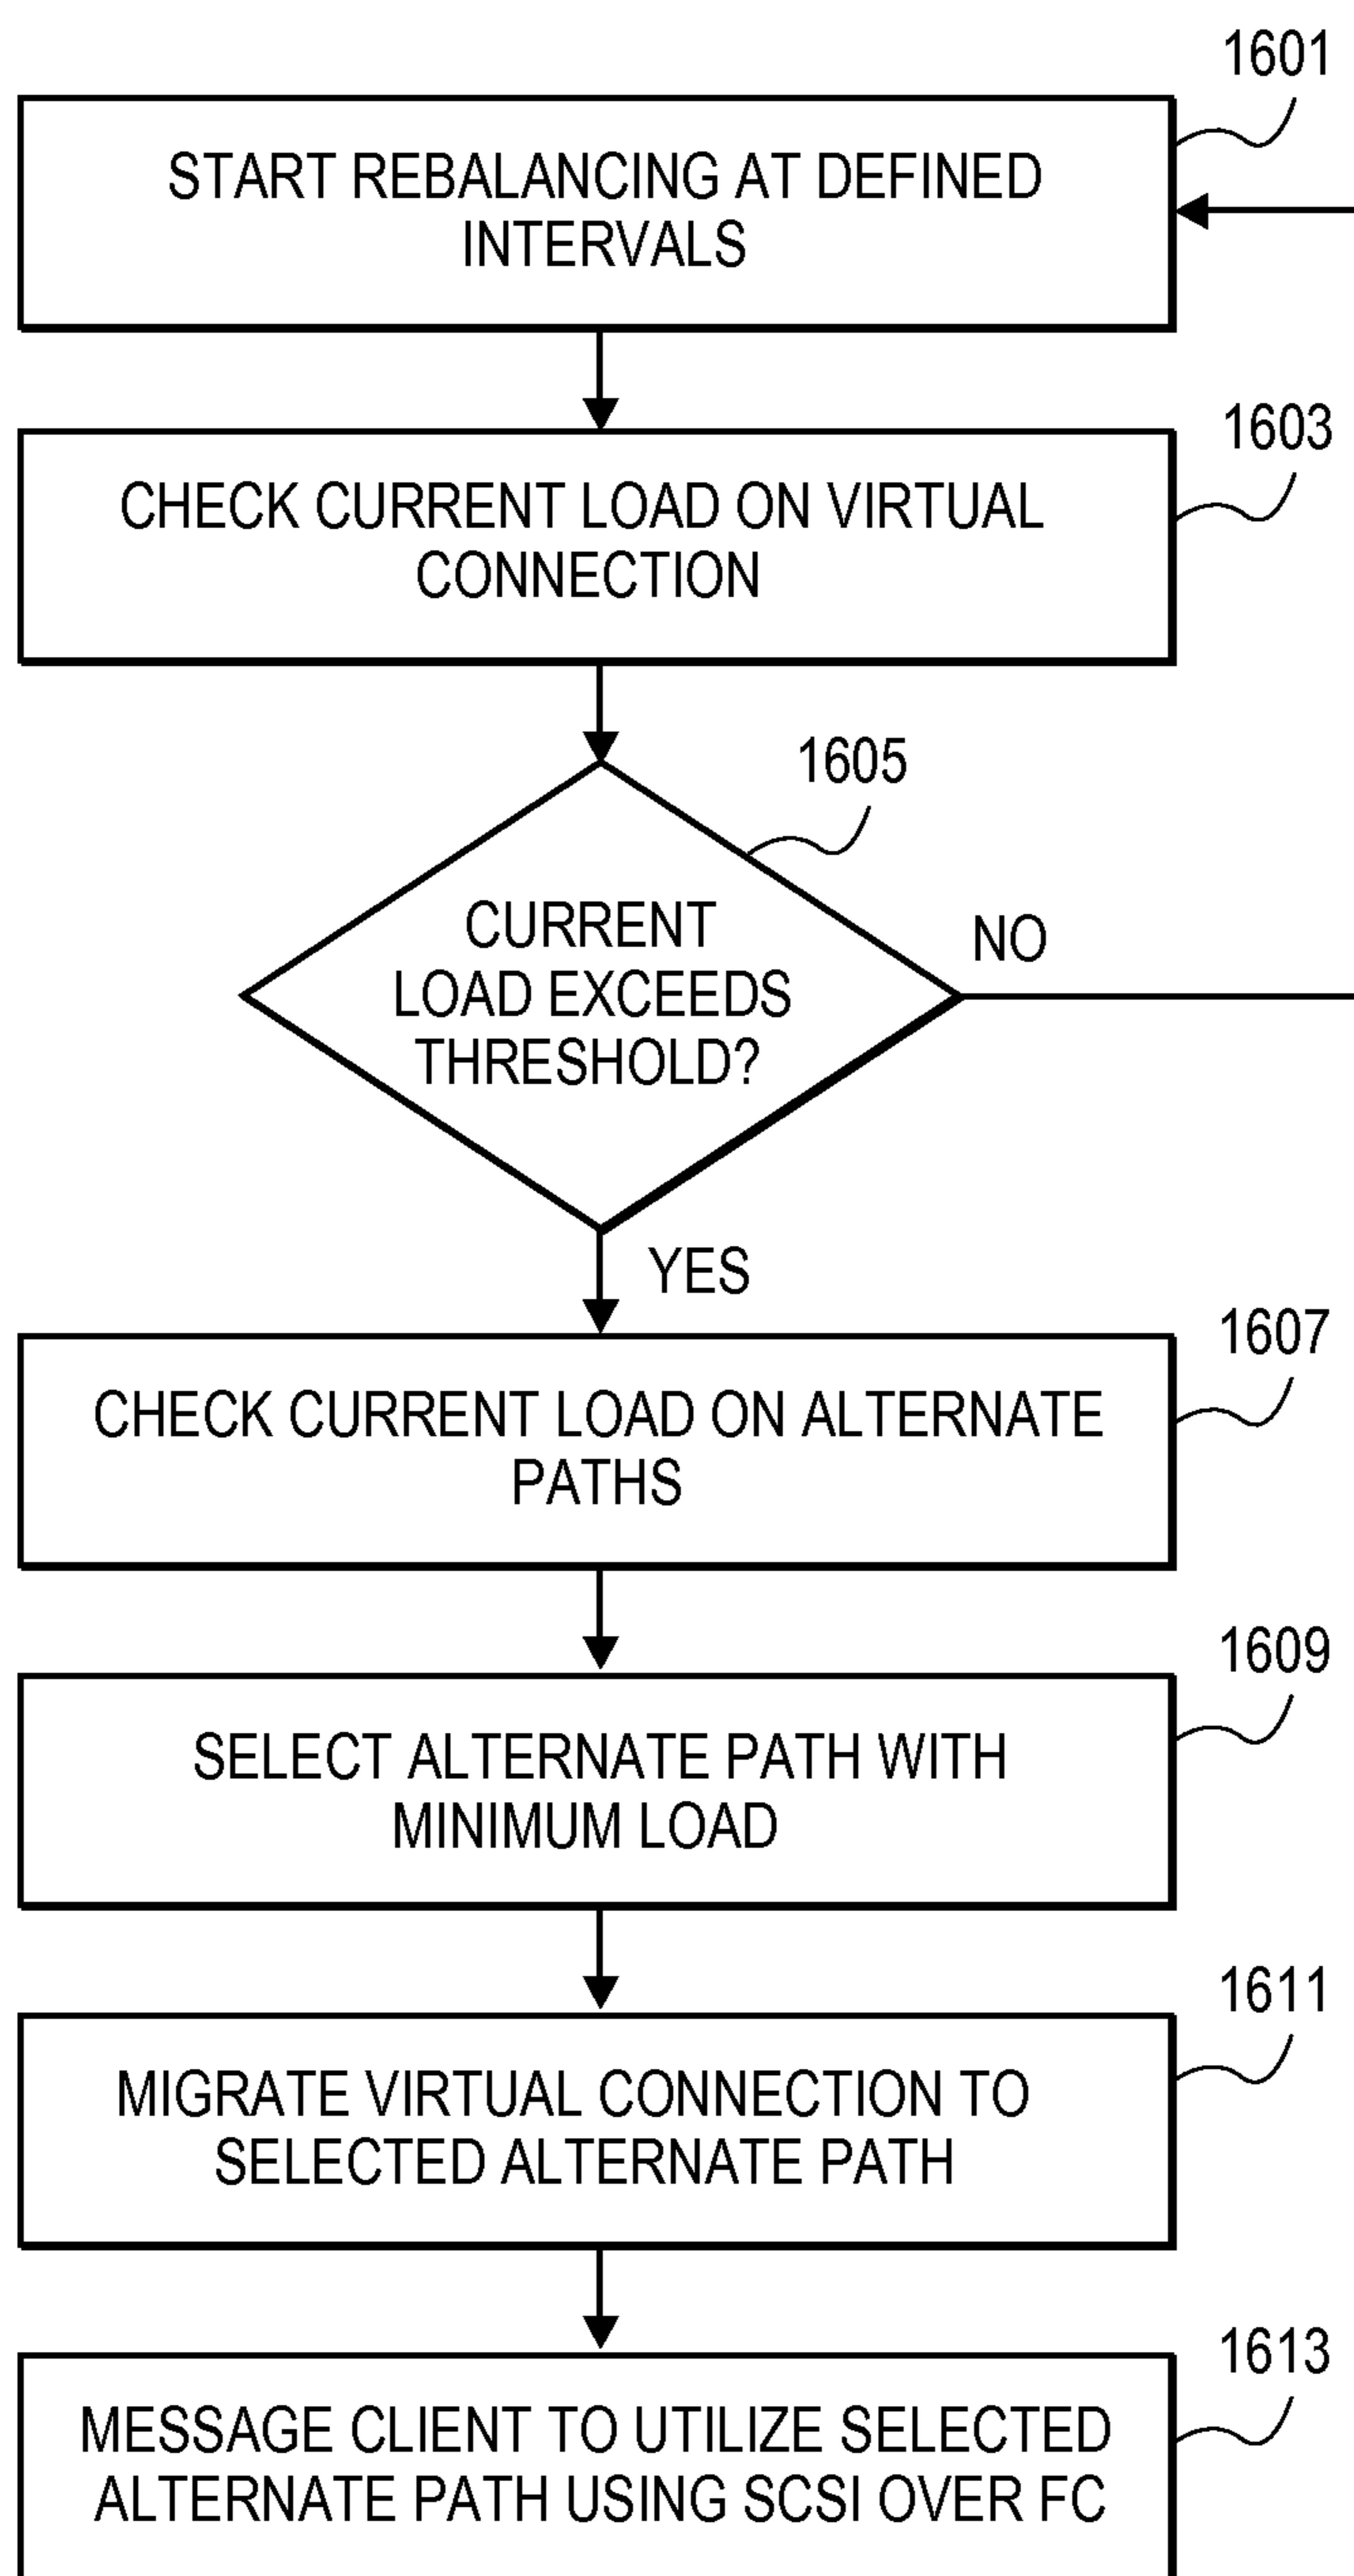 1601
START REBALANCING AT DEFINED
INTERVALS
1603
CHECK CURRENT LOAD ON VIRTUAL
CONNECTION
1605
CURRENT
LOAD EXCEEDS
THRESHOLD?
NO
YES
1607
CHECK CURRENT LOAD ON ALTERNATE
PATHS
1609
SELECT ALTERNATE PATH WITH
MINIMUM LOAD
1611
MIGRATE VIRTUAL CONNECTION TO
SELECTED ALTERNATE PATH
1613
MESSAGE CLIENT TO UTILIZE SELECTED
ALTERNATE PATH USING SCSI OVER FC